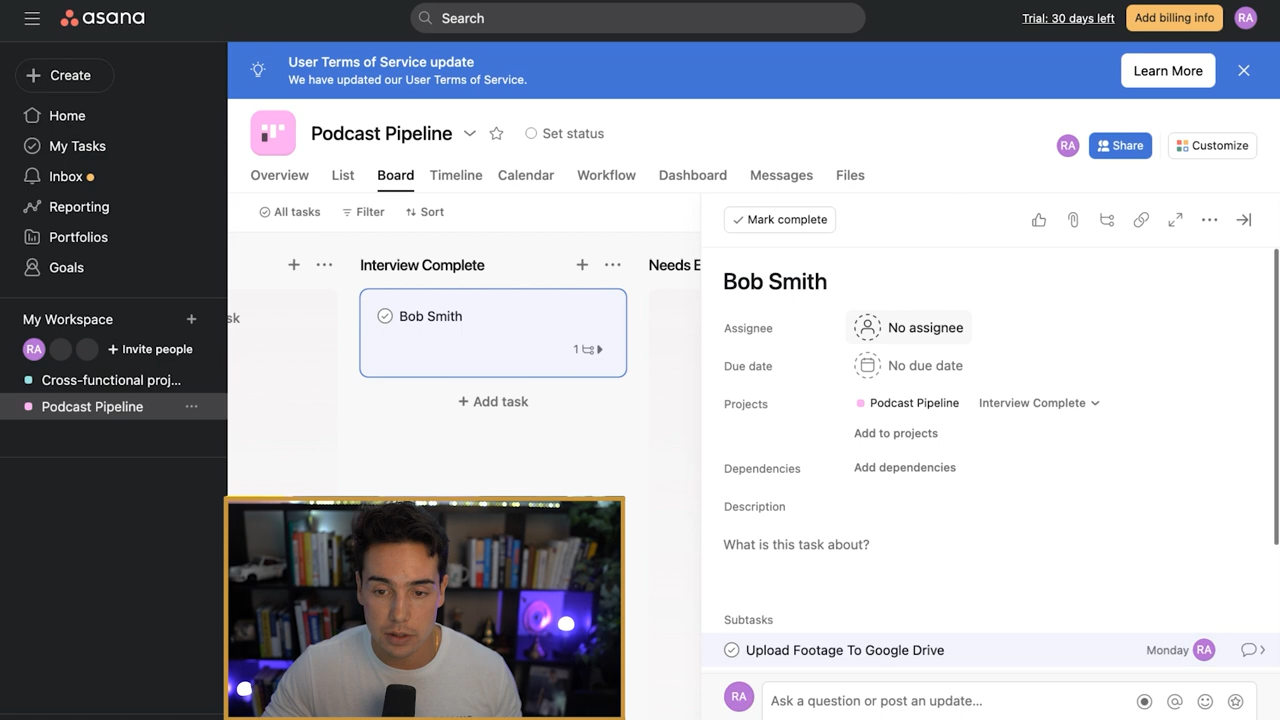 asana
Search
Trial: 30 days left
Add billing info
RA
Create
User Terms of Service update
We have updated our User Terms of Service.
Learn More
Home
My Tasks
Inbox
Reporting
Portfolios
Goals
My Workspace
RA
Invite people
Cross-functional proj...
Podcast Pipeline
Podcast Pipeline
Set status
RA
Share
Customize
Overview
List
Board
Timeline
Calendar
Workflow
Dashboard
Messages
Files
All tasks
Filter
Sort
Interview Complete
Needs E
sk
Bob Smith
1
+ Add task
Mark complete
Bob Smith
Assignee
No assignee
Due date
No due date
Projects
Podcast Pipeline
Interview Complete
Add to projects
Dependencies
Add dependencies
Description
What is this task about?
Subtasks
Upload Footage To Google Drive
Monday
RA
RA
Ask a question or post an update...